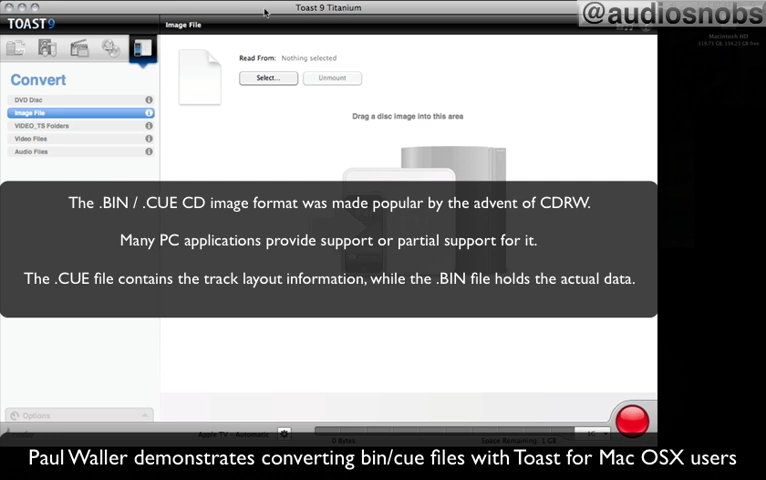 Toast 9 Titanium
@audiosnobs
TOAST 9
Image File
Macintosh HD
Read From: Nothing selected
Select...
Unmount
Convert
DVD Disc
Image File
VIDEO_TS Folders
Video Files
Audio Files
Drag a disc image into this area
The .BIN / .CUE CD image format was made popular by the advent of CDRW.
Many PC applications provide support or partial support for it.
The .CUE file contains the track layout information, while the .BIN file holds the actual data.
Options
Apple TV - Automatic
0 Bytes
Space Remaining: 1 GB
Paul Waller demonstrates converting bin/cue files with Toast for Mac OSX users